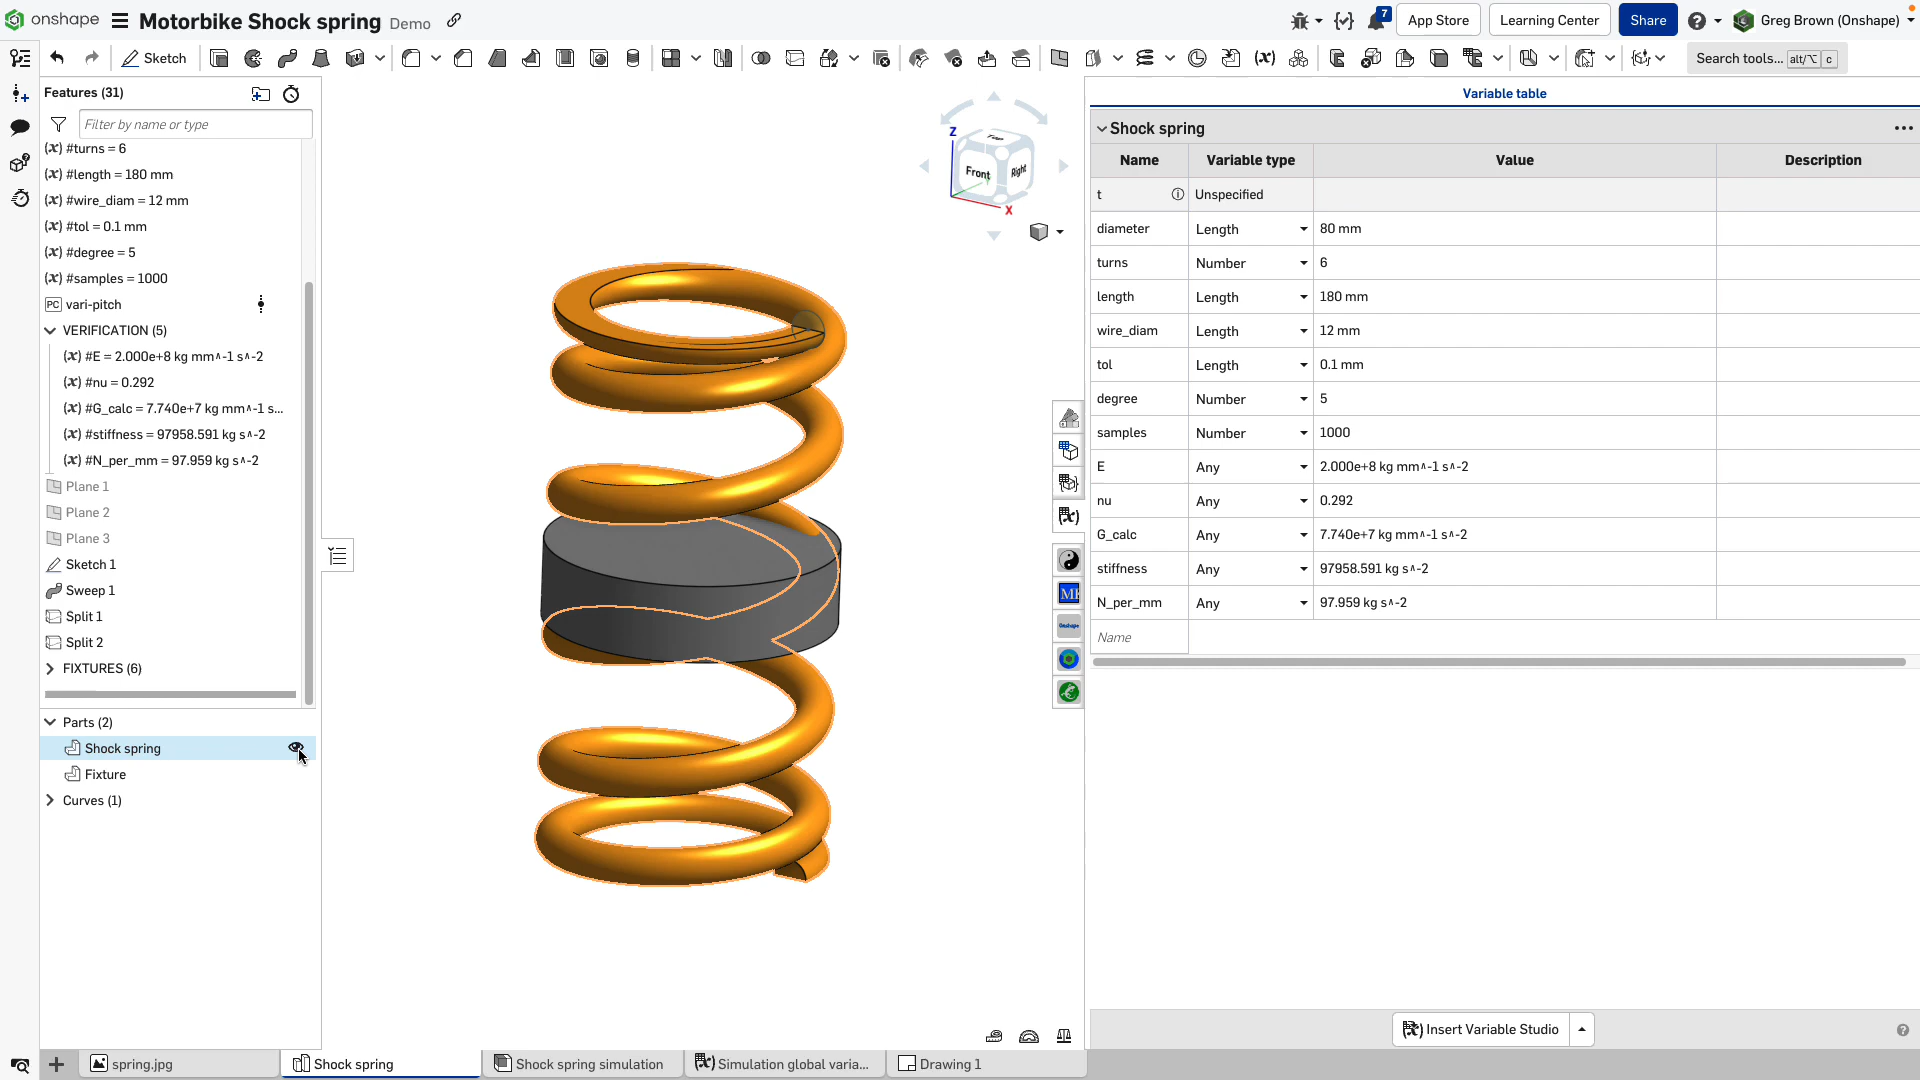 onshape Motorbike Shock spring Demo
7
App Store Learning Center Share Greg Brown (Onshape)
Sketch
Search tools... alt/⌥ c
Features (31)
Filter by name or type
(x) #turns = 6
(x) #length = 180 mm
(x) #wire_diam = 12 mm
(x) #tol = 0.1 mm
(x) #degree = 5
(x) #samples = 1000
PC vari-pitch
VERIFICATION (5)
(x) #E = 2.000e+8 kg mm^-1 s^-2
(x) #nu = 0.292
(x) #G_calc = 7.740e+7 kg mm^-1 s...
(x) #stiffness = 97958.591 kg s^-2
(x) #N_per_mm = 97.959 kg s^-2
Plane 1
Plane 2
Plane 3
Sketch 1
Sweep 1
Split 1
Split 2
FIXTURES (6)
Parts (2)
Shock spring
Fixture
Curves (1)
Z
Top
Front
Right
X
Variable table
Shock spring
Name Variable type Value Description
t Unspecified
diameter Length 80 mm
turns Number 6
length Length 180 mm
wire_diam Length 12 mm
tol Length 0.1 mm
degree Number 5
samples Number 1000
E Any 2.000e+8 kg mm^-1 s^-2
nu Any 0.292
G_calc Any 7.740e+7 kg mm^-1 s^-2
stiffness Any 97958.591 kg s^-2
N_per_mm Any 97.959 kg s^-2
Name
Insert Variable Studio
spring.jpg Shock spring Shock spring simulation Simulation global varia... Drawing 1